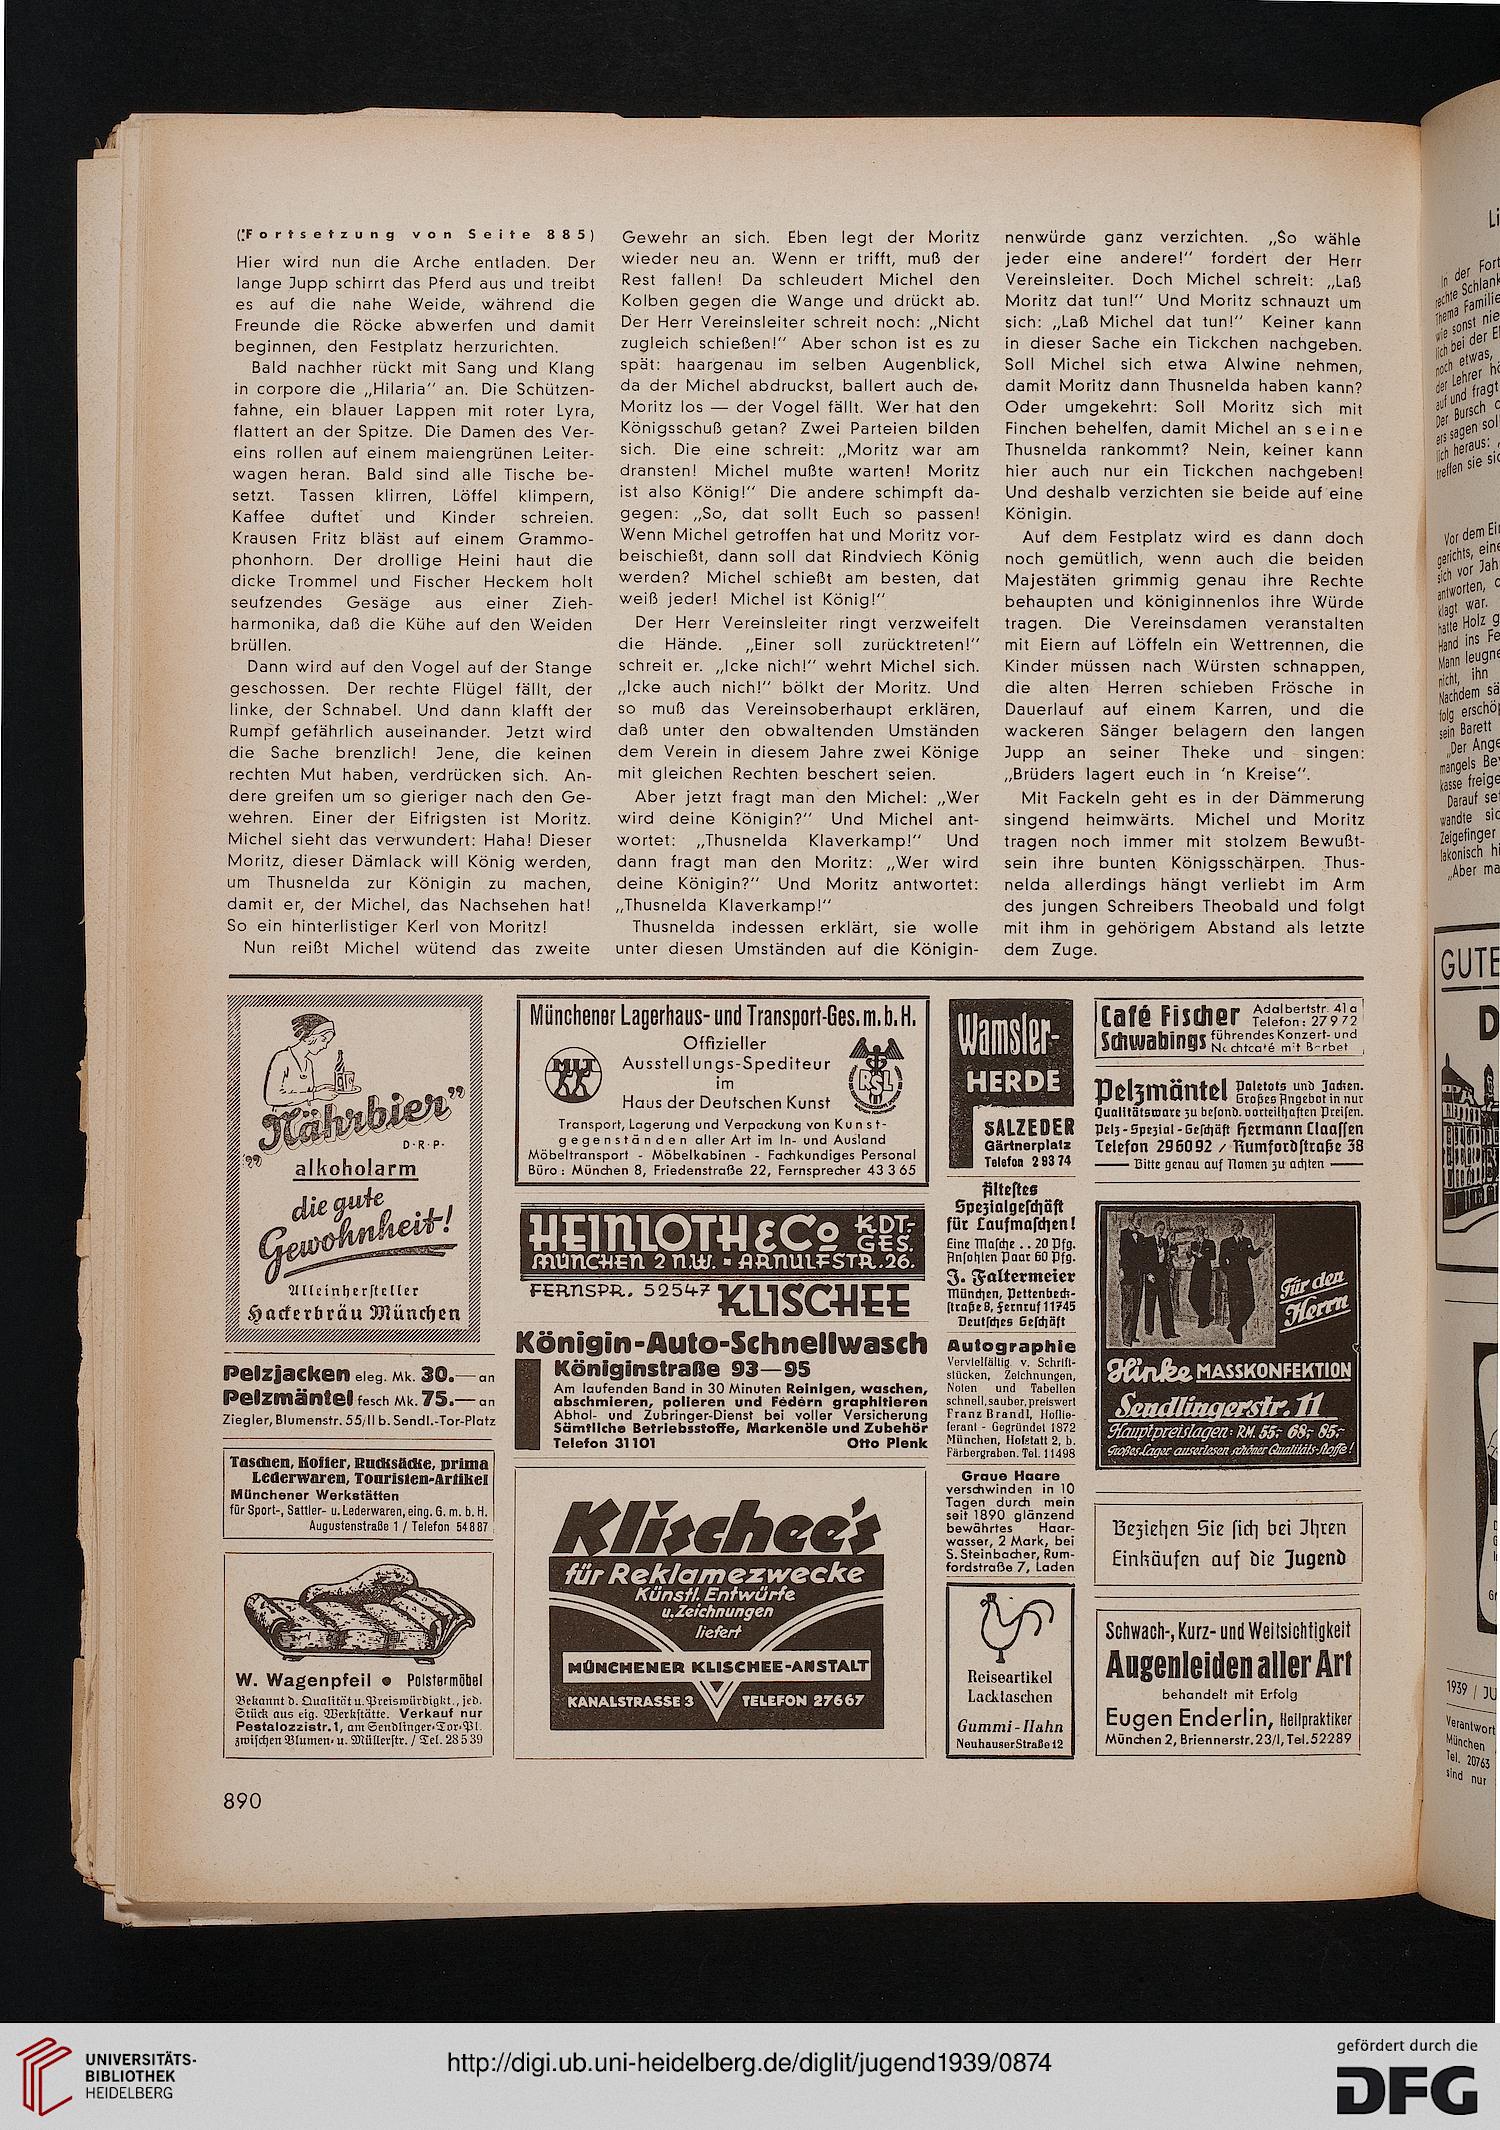 (Fortsetzung von Seite 885)
Hier wird nun die Arche entladen. Der
lange Jupp schirrt das Pferd aus und treibt
es auf die nahe Weide, während die
Freunde die Röcke abwerfen und damit
beginnen, den Festplatz herzurichten.
Bald nachher rückt mit Sang und Klang
in corpore die „Hilaria" an. Die Schützen-
fahne, ein blauer Lappen mit roter Lyra,
flattert an der Spitze. Die Damen des Ver-
eins rollen auf einem maiengrünen Leiter-
wagen heran. Bald sind alle Tische be-
setzt. Tassen klirren, Löffel klimpern,
Kaffee duftet und Kinder schreien.
Krausen Fritz bläst auf einem Grammo-
phonhorn. Der drollige Heini haut die
dicke Trommel und Fischer Heckem holt
seufzendes Gesäge aus einer Zieh-
harmonika, daß die Kühe auf den Weiden
brüllen.
Dann wird auf den Vogel auf der Stange
geschossen. Der rechte Flügel fällt, der
linke, der Schnabel. Und dann klafft der
Rumpf gefährlich auseinander. Jetzt wird
die Sache brenzlich! Jene, die keinen
rechten Mut haben, verdrücken sich. An-
dere greifen um so gieriger nach den Ge-
wehren. Einer der Eifrigsten ist Moritz.
Michel sieht das verwundert: Haha! Dieser
Moritz, dieser Dämlack will König werden,
um Thusnelda zur Königin zu machen,
damit er, der Michel, das Nachsehen hat!
So ein hinterlistiger Kerl von Moritz!
Nun reißt Michel wütend das zweite
Gewehr an sich. Eben legt der Moritz
wieder neu an. Wenn er trifft, muß der
Rest fallen! Da schleudert Michel den
Kolben gegen die Wange und drückt ab.
Der Herr Vereinsleiter schreit noch: „Nicht
zugleich schießen!" Aber schon ist es zu
spät: haargenau im selben Augenblick,
da der Michel abdruckst, ballert auch der
Moritz los — der Vogel fällt. Wer hat den
Königsschuß getan? Zwei Parteien bilden
sich. Die eine schreit: „Moritz war am
dransten! Michel mußte warten! Moritz
ist also König!" Die andere schimpft da-
gegen: „So, dat sollt Euch so passen!
Wenn Michel getroffen hat und Moritz vor-
beischießt, dann soll dat Rindviech König
werden? Michel schießt am besten, dat
weiß jeder! Michel ist König!"
Der Herr Vereinsleiter ringt verzweifelt
die Hände. „Einer soll zurücktreten!"
schreit er. „Icke nich!" wehrt Michel sich.
„Icke auch nich!" bölkt der Moritz. Und
so muß das Vereinsoberhaupt erklären,
daß unter den obwaltenden Umständen
dem Verein in diesem Jahre zwei Könige
mit gleichen Rechten beschert seien.
Aber jetzt fragt man den Michel: „Wer
wird deine Königin?" Und Michel ant-
wortet: „Thusnelda Klaverkamp!" Und
dann fragt man den Moritz: „Wer wird
deine Königin?" Und Moritz antwortet:
„Thusnelda Klaverkamp!"
Thusnelda indessen erklärt, sie wolle
unter diesen Umständen auf die Königin-
nenwürde ganz verzichten. „So wähle
jeder eine andere!" fordert der Herr
Vereinsleiter. Doch Michel schreit: „Laß
Moritz dat tun!" Und Moritz schnauzt um
sich: „Laß Michel dat tun!" Keiner kann
in dieser Sache ein Tickchen nachgeben.
Soll Michel sich etwa Alwine nehmen,
damit Moritz dann Thusnelda haben kann?
Oder umgekehrt: Soll Moritz sich mit
Finchen behelfen, damit Michel an seine
Thusnelda rankommt? Nein, keiner kann
hier auch nur ein Tickchen nachgeben!
Und deshalb verzichten sie beide auf eine
Königin.
Auf dem Festplatz wird es dann doch
noch gemütlich, wenn auch die beiden
Majestäten grimmig genau ihre Rechte
behaupten und königinnenlos ihre Würde
tragen. Die Vereinsdamen veranstalten
mit Eiern auf Löffeln ein Wettrennen, die
Kinder müssen nach Würsten schnappen,
die alten Herren schieben Frösche in
Dauerlauf auf einem Karren, und die
wackeren Sänger belagern den langen
Jupp an seiner Theke und singen:
„Brüders lagert euch in 'n Kreise".
Mit Fackeln geht es in der Dämmerung
singend heimwärts. Michel und Moritz
tragen noch immer mit stolzem Bewußt-
sein ihre bunten Königsschärpen. Thus-
nelda allerdings hängt verliebt im Arm
des jungen Schreibers Theobald und folgt
mit ihm in gehörigem Abstand als letzte
dem Zuge.
„Nährbier"
D·R·P·
alkoholarm
die gute
Gewohnheit!
Alleinhersteller
Hackerbräu München
Pelzjacken eleg. Mk. 30.— an
Pelzmäntel fesch Mk. 75.— an
Ziegler, Blumenstr. 55/II b. Sendl.-Tor-Platz
Taschen, Koffer, Rucksäcke, prima
Lederwaren, Touristen-Artikel
Münchener Werkstätten
für Sport-, Sattler- u. Lederwaren, eing. G. m. b. H.
Augustenstraße 1 / Telefon 54887
W. Wagenpfeil • Polstermöbel
Bekannt d. Qualität u. Preiswürdigkt., jed.
Stück aus eig. Werkstätte. Verkauf nur
Pestalozzistr. 1, am Sendlinger-Tor-Pl.
zwischen Blumen- u. Müllerstr. / Tel. 28539
Münchener Lagerhaus- und Transport-Ges. m. b. H.
Offizieller
Ausstellungs-Spediteur
im
Haus der Deutschen Kunst
MLT
RSL
Transport, Lagerung und Verpackung von Kunst-
gegenständen aller Art im In- und Ausland
Möbeltransport - Möbelkabinen - Fachkundiges Personal
Büro: München 8, Friedenstraße 22, Fernsprecher 43365
HEINLOTH & Co KDT-
GES.
MÜNCHEN 2 N.W. - ARNULFSTR. 26.
FERNSPR. 52547 KLISCHEE
Königin-Auto-Schnellwasch
Königinstraße 93—95
Am laufenden Band in 30 Minuten Reinigen, waschen,
abschmieren, polieren und Federn graphitieren
Abhol- und Zubringer-Dienst bei voller Versicherung
Sämtliche Betriebsstoffe, Markenöle und Zubehör
Telefon 31101 Otto Plenk
Klischee's
für Reklamezwecke
Künstl. Entwürfe
u. Zeichnungen
liefert
MÜNCHENER KLISCHEE-ANSTALT
KANALSTRASSE 3 TELEFON 27667
Wamsler-
HERDE
SALZEDER
Gärtnerplatz
Telefon 29374
Ältestes
Spezialgeschäft
für Laufmaschen!
Eine Masche . . 20 Pfg.
Ansohlen Paar 60 Pfg.
J. Faltermeier
München, Pettenbeck-
straße 8, Fernruf 11745
Deutsches Geschäft
Autographie
Vervielfältig. v. Schrift-
stücken, Zeichnungen,
Noten und Tabellen
schnell, sauber, preiswert
Franz Brandl, Hoflie-
ferant - Gegründet 1872
München, Hofstatt 2, b.
Färbergraben. Tel. 11498
Graue Haare
verschwinden in 10
Tagen durch mein
seit 1890 glänzend
bewährtes Haar-
wasser, 2 Mark, bei
S. Steinbacher, Rum-
fordstraße 7, Laden
Reiseartikel
Lacktaschen
Gummi-Hahn
Neuhauser Straße 12
Café Fischer Adalbertstr. 41a
Telefon: 27972
Schwabings führendes Konzert- und
Nachtcafé mit Barbet
Pelzmäntel Paletots und Jacken.
Großes Angebot in nur
Qualitätsware zu besond. vorteilhaften Preisen.
Pelz-Spezial-Geschäft Hermann Claassen
Telefon 296092 / Rumfordstraße 38
Bitte genau auf Namen zu achten
Für den
Herrn
Hinke MASSKONFEKTION
Sendlingerstr. 11
Hauptpreislagen: RM. 55,- 68,- 85,-
Großes Lager auserlesen schöner Qualitäts-Stoffe!
Beziehen Sie sich bei Ihren
Einkäufen auf die Jugend
Schwach-, Kurz- und Weitsichtigkeit
Augenleiden aller Art
behandelt mit Erfolg
Eugen Enderlin, Heilpraktiker
München 2, Briennerstr. 23/I, Tel. 52289
890
GUTE
1939 / JU
Verantwort
München
Tel. 20763
sind nur
UNIVERSITÄTS-
BIBLIOTHEK
HEIDELBERG
http://digi.ub.uni-heidelberg.de/diglit/jugend1939/0874
gefördert durch die
DFG